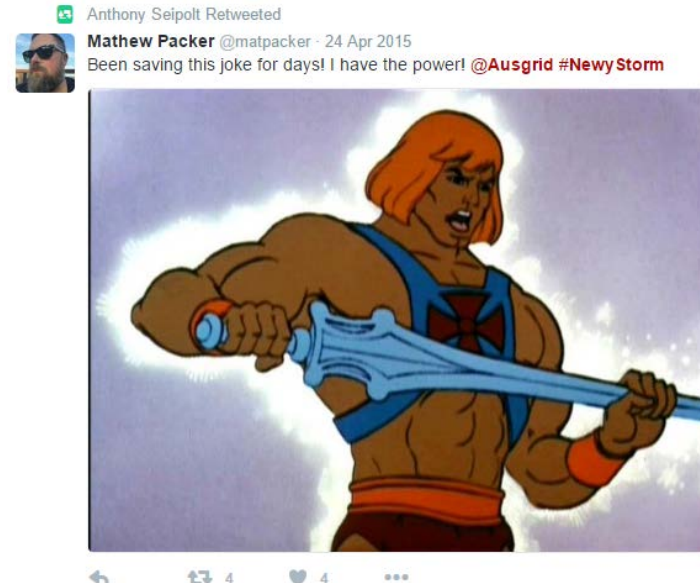 Anthony Seipolt Retweeted
Mathew Packer @matpacker · 24 Apr 2015
Been saving this joke for days! I have the power! @Ausgrid #NewyStorm
4 4